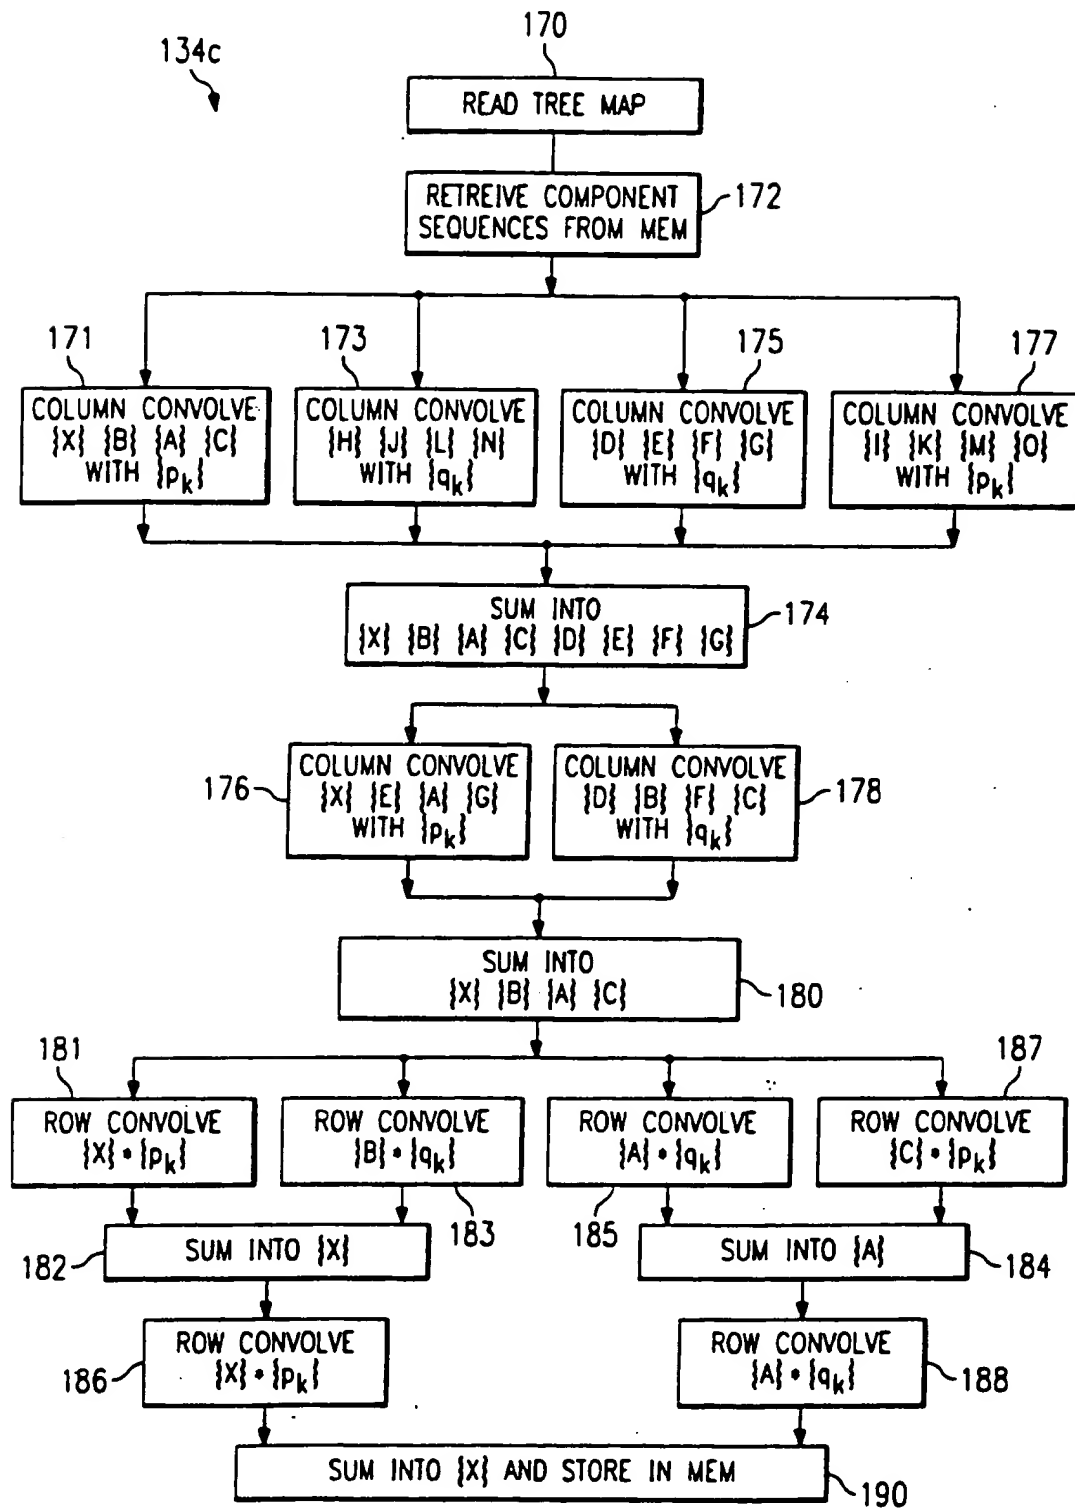 134c
170
READ TREE MAP
RETREIVE COMPONENT
SEQUENCES FROM MEM
172
171
COLUMN CONVOLVE
{X} {B} {A} {C}
WITH {pk}
173
COLUMN CONVOLVE
{H} {J} {L} {N}
WITH {qk}
175
COLUMN CONVOLVE
{D} {E} {F} {G}
WITH {qk}
177
COLUMN CONVOLVE
{I} {K} {M} {O}
WITH {pk}
SUM INTO
{X} {B} {A} {C} {D} {E} {F} {G}
174
176
COLUMN CONVOLVE
{X} {E} {A} {G}
WITH {pk}
COLUMN CONVOLVE
{D} {B} {F} {C}
WITH {qk}
178
SUM INTO
{X} {B} {A} {C}
180
181
ROW CONVOLVE
{X} * {pk}
ROW CONVOLVE
{B} * {qk}
183
ROW CONVOLVE
{A} * {qk}
185
187
ROW CONVOLVE
{C} * {pk}
182
SUM INTO {X}
SUM INTO {A}
184
186
ROW CONVOLVE
{X} * {pk}
ROW CONVOLVE
{A} * {qk}
188
SUM INTO {X} AND STORE IN MEM
190